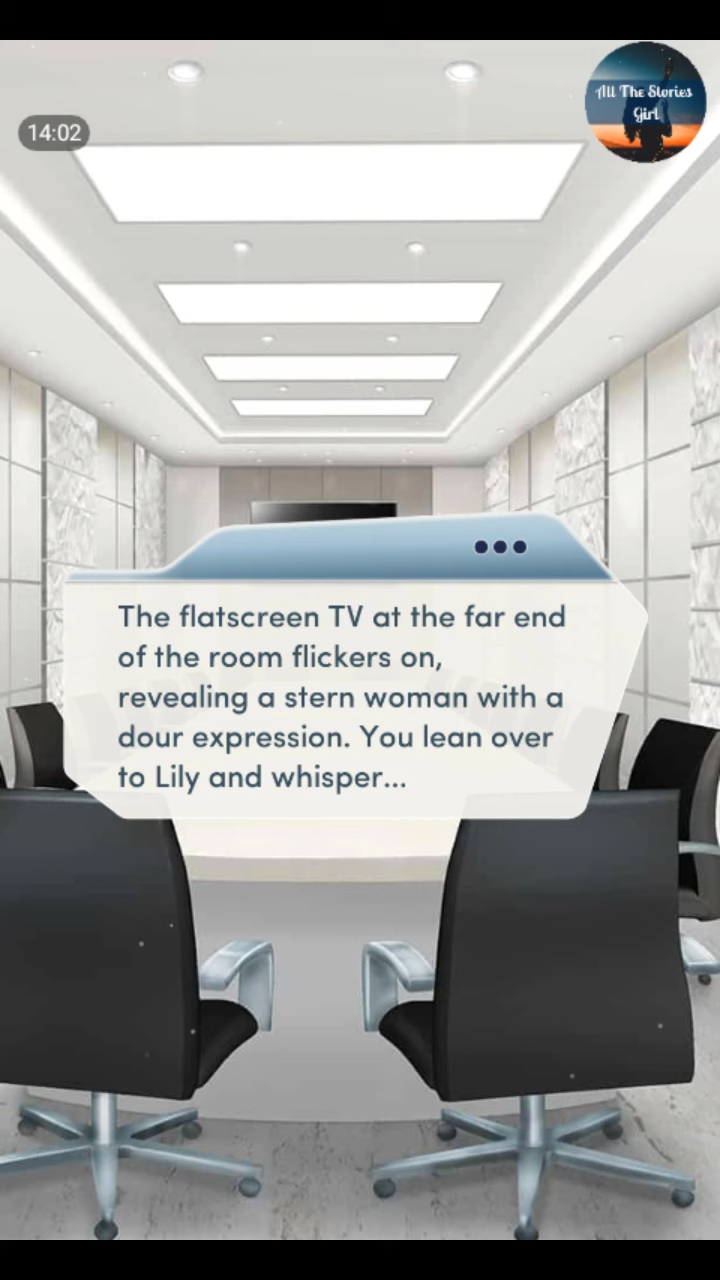 All The Stories
Girl
14:02
The flatscreen TV at the far end
of the room flickers on,
revealing a stern woman with a
dour expression. You lean over
to Lily and whisper...